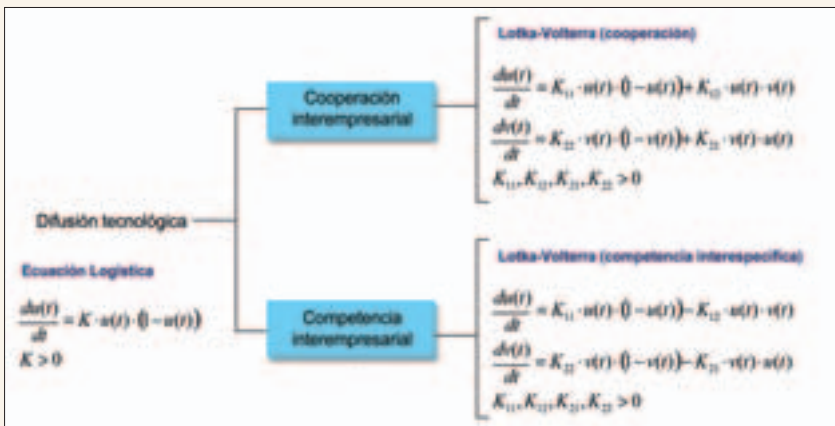 Difusión tecnológica
Ecuación Logística
du(t)/dt = K · u(t) · (1 − u(t))
K > 0
Cooperación
interempresarial
Lotka-Volterra (cooperación)
du(t)/dt = K₁₁ · u(t) · (1 − u(t)) + K₁₂ · u(t) · v(t)
dv(t)/dt = K₂₂ · v(t) · (1 − v(t)) + · v(t) · u(t)
K₁₁, K₁₂, K₂₁, K₂₂ > 0
Competencia
interempresarial
Lotka-Volterra (competencia interespecífica)
du(t)/dt = K₁₁ · u(t) · (1 − u(t)) − K₁₂ · u(t) · v(t)
dv(t)/dt = K₂₂ · v(t) · (1 − v(t)) − K₂₁ · v(t) · u(t)
K₁₁, K₁₂, K₂₁, K₂₂ > 0